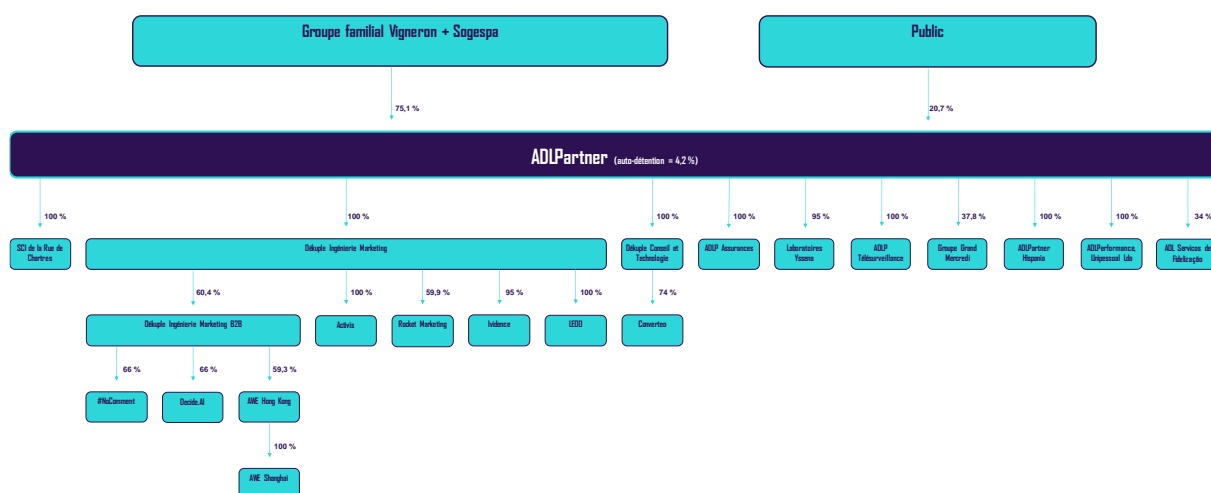 Groupe familial Vigneron + Sogespa
Public
75,1 %
20,7 %
ADLPartner (auto-détention = 4,2 %)
100 %
100 %
100 %
100 %
95 %
100 %
37,8 %
100 %
100 %
34 %
SCI de la Rue de
Chartres
Dékuple Ingénierie Marketing
Dékuple Conseil et
Technologie
ADLP Assurances
Laboratoires
Yssena
ADLP
Télésurveillance
Groupe Grand
Mercredi
ADLPartner
Hispania
ADLPerformance,
Unipessoal Lda
ADL Servicos de
Fidelização
60,4 %
100 %
59,9 %
95 %
100 %
74 %
Dékuple Ingénierie Marketing B2B
Activis
Rocket Marketing
Ividence
LEOO
Converteo
66 %
66 %
59,3 %
#NoComment
Decide.AI
AWE Hong Kong
100 %
AWE Shanghai